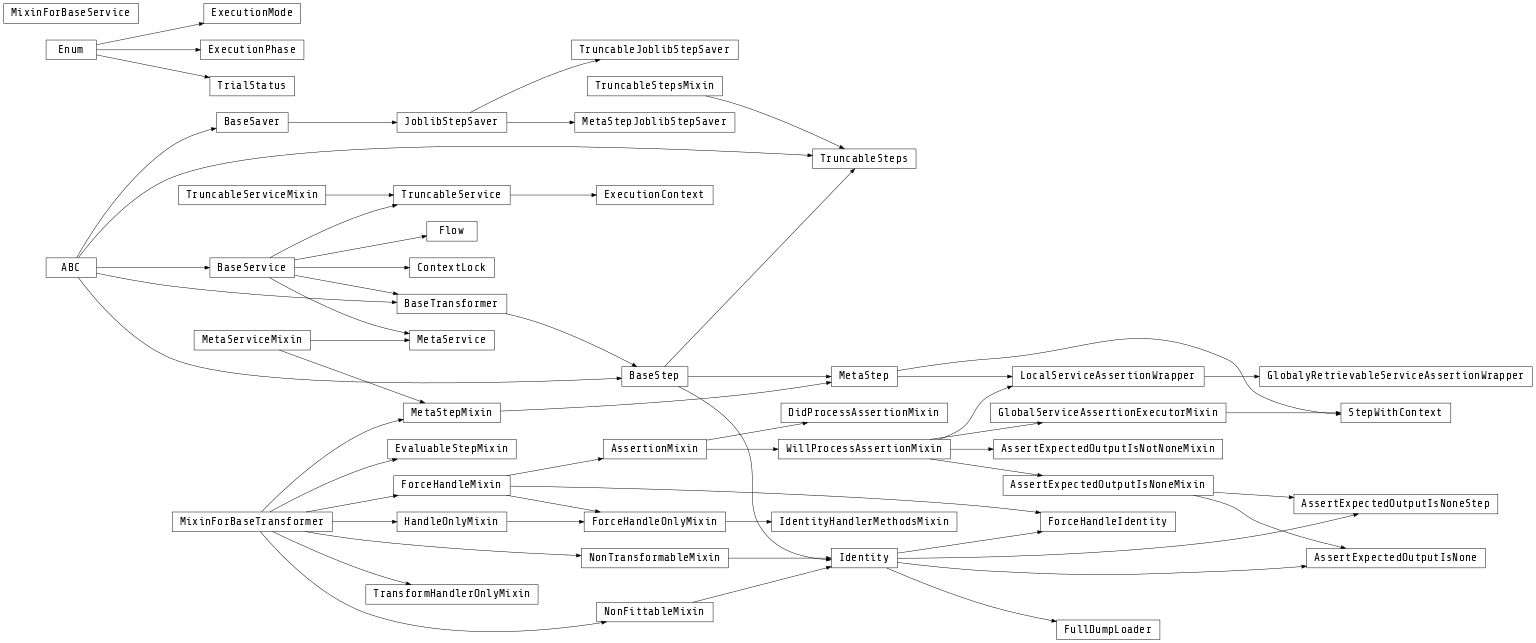 MixinForBaseService
ExecutionMode
Enum
ExecutionPhase
TruncableJoblibStepSaver
TrialStatus
TruncableStepsMixin
BaseSaver
JoblibStepSaver
MetaStepJoblibStepSaver
TruncableSteps
TruncableServiceMixin
TruncableService
ExecutionContext
Flow
ABC
BaseService
ContextLock
BaseTransformer
MetaServiceMixin
MetaService
BaseStep
MetaStep
LocalServiceAssertionWrapper
GlobalyRetrievableServiceAssertionWrapper
MetaStepMixin
DidProcessAssertionMixin
GlobalServiceAssertionExecutorMixin
StepWithContext
EvaluableStepMixin
AssertionMixin
WillProcessAssertionMixin
AssertExpectedOutputIsNotNoneMixin
ForceHandleMixin
AssertExpectedOutputIsNoneMixin
AssertExpectedOutputIsNoneStep
MixinForBaseTransformer
HandleOnlyMixin
ForceHandleOnlyMixin
IdentityHandlerMethodsMixin
ForceHandleIdentity
NonTransformableMixin
Identity
AssertExpectedOutputIsNone
TransformHandlerOnlyMixin
NonFittableMixin
FullDumpLoader